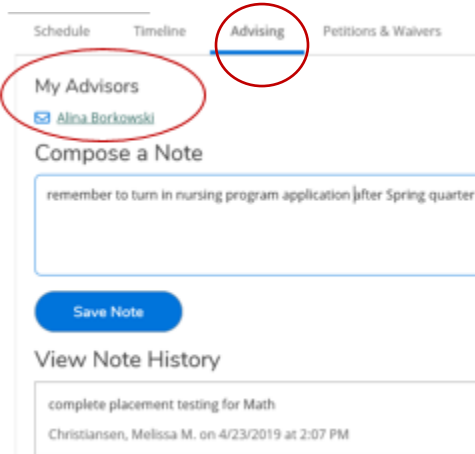 Schedule Timeline Advising Petitions & Waivers
My Advisors
Alina Borkowski
Compose a Note
remember to turn in nursing program application after Spring quarter
Save Note
View Note History
complete placement testing for Math
Christiansen, Melissa M. on 4/23/2019 at 2:07 PM